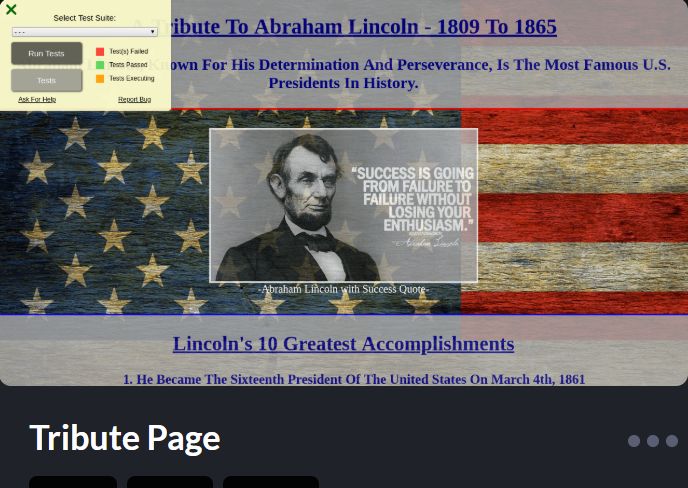 Select Test Suite:
- - -
Run Tests
Test(s) Failed
Tests Passed
Tests
Tests Executing
Ask For Help
Report Bug
Tribute To Abraham Lincoln - 1809 To 1865
Known For His Determination And Perseverance, Is The Most Famous U.S.
Presidents In History.
“SUCCESS IS GOING
FROM FAILURE TO
FAILURE WITHOUT
LOSING YOUR
ENTHUSIASM.”
-Abraham Lincoln with Success Quote-
Lincoln's 10 Greatest Accomplishments
1. He Became The Sixteenth President Of The United States On March 4th, 1861
Tribute Page